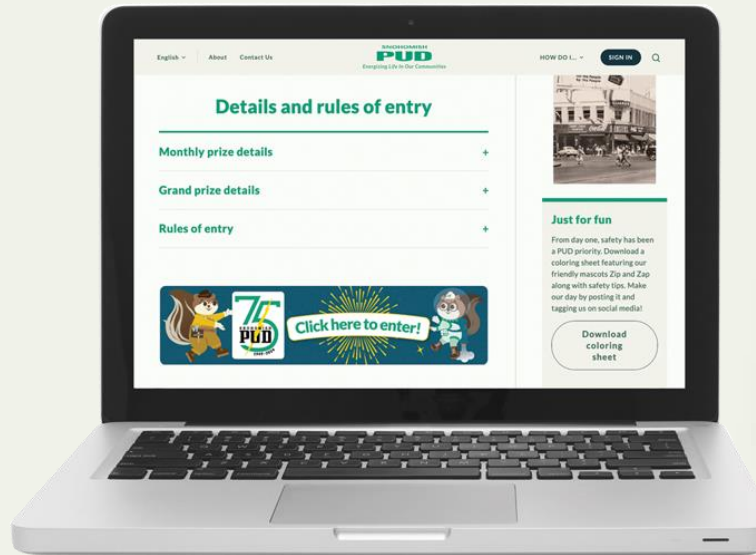 English
About
Contact Us
SNOHOMISH
PUD
Energizing Life In Our Communities
HOW DO I...
SIGN IN
Details and rules of entry
Monthly prize details
+
Grand prize details
+
Rules of entry
+
75
SNOHOMISH
PUD
1949-2024
Click here to enter!
Just for fun
From day one, safety has been
a PUD priority. Download a
coloring sheet featuring our
friendly mascots Zip and Zap
along with safety tips. Make
our day by posting it and
tagging us on social media!
Download
coloring
sheet